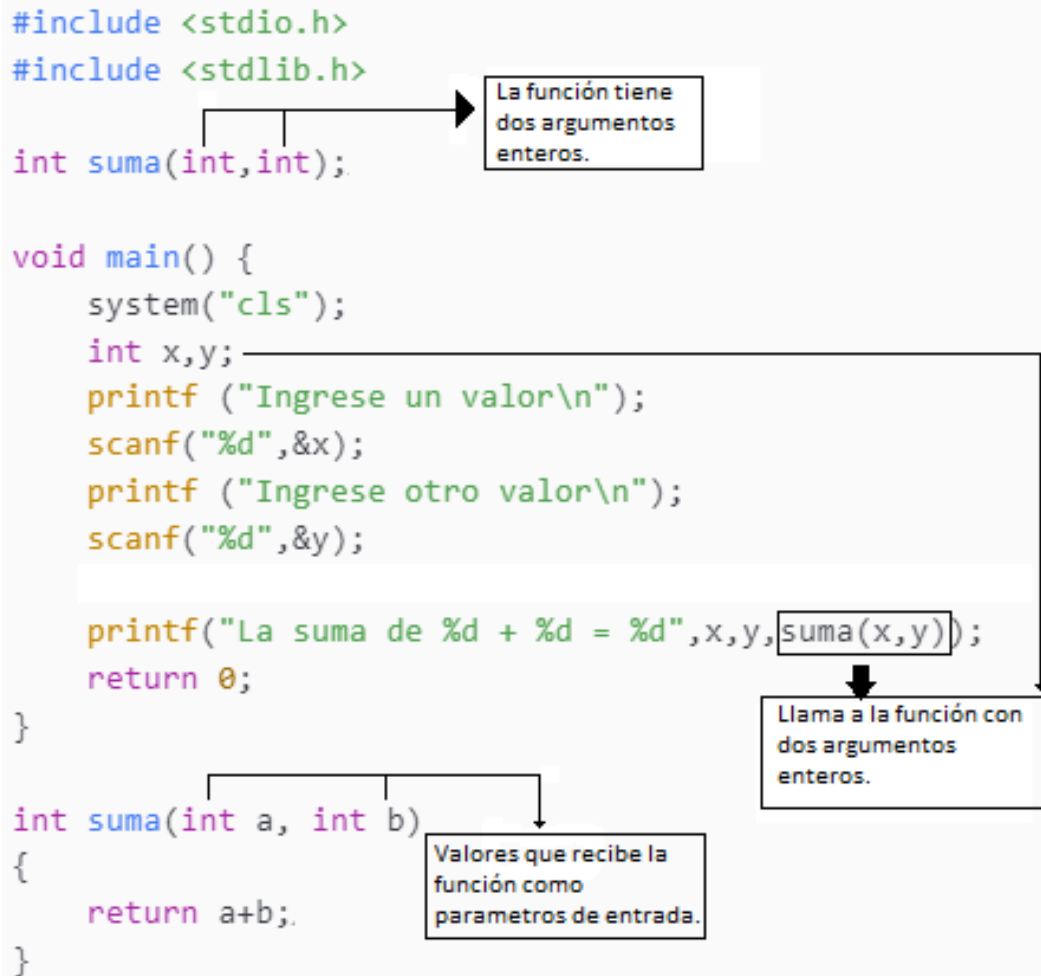 #include <stdio.h>
#include <stdlib.h>
La función tiene
dos argumentos
enteros.
int suma(int,int);
void main() {
system("cls");
int x,y;
printf ("Ingrese un valor\n");
scanf("%d",&x);
printf ("Ingrese otro valor\n");
scanf("%d",&y);
printf("La suma de %d + %d = %d",x,y,suma(x,y));
return 0;
}
Llama a la función con
dos argumentos
enteros.
int suma(int a, int b)
{
return a+b;
}
Valores que recibe la
función como
parametros de entrada.